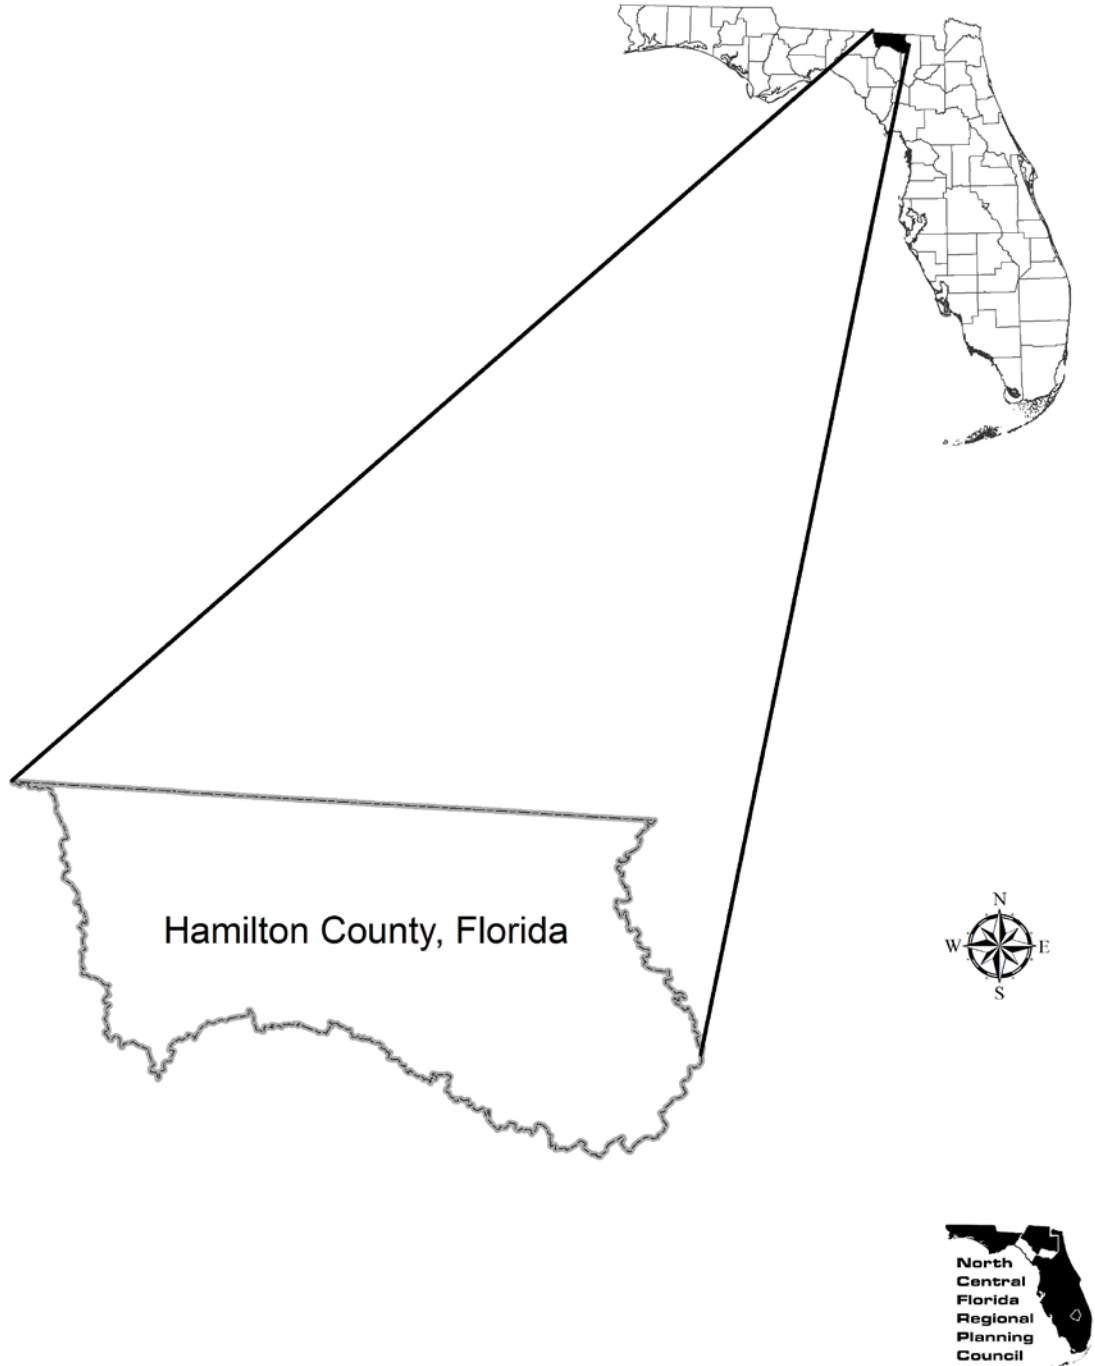 Hamilton County, Florida
N
W E
S
North
Central
Florida
Regional
Planning
Council